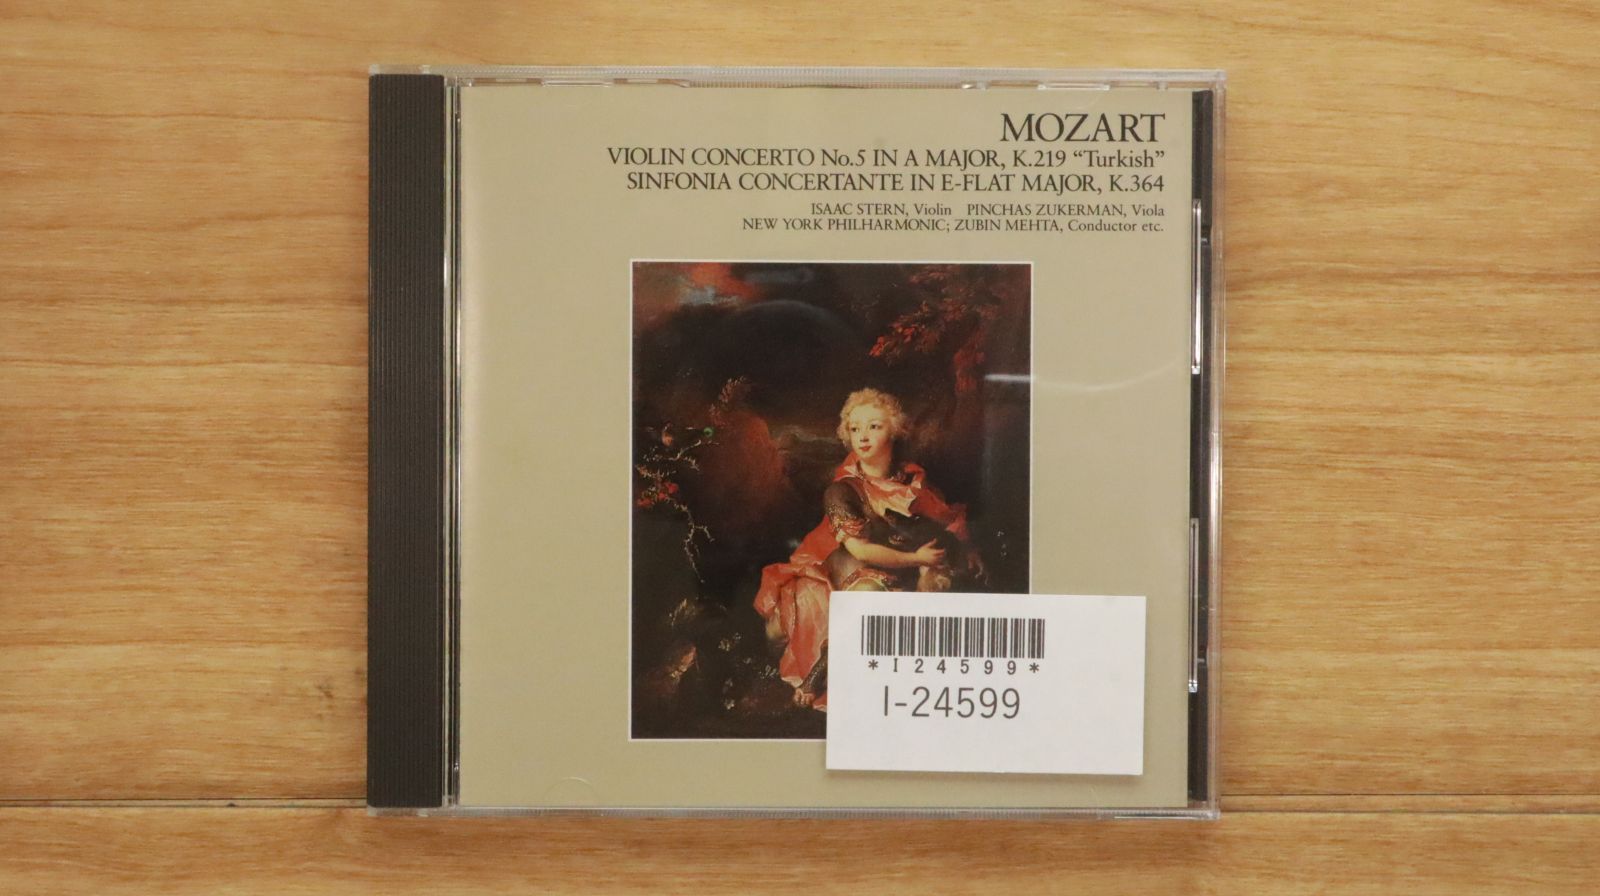 MOZART
VIOLIN CONCERTO No.5 IN A MAJOR, K.219 “Turkish”
SINFONIA CONCERTANTE IN E-FLAT MAJOR, K.364
ISAAC STERN, Violin PINCHAS ZUKERMAN, Viola
NEW YORK PHILHARMONIC; ZUBIN MEHTA, Conductor etc.
*I24599*
I-24599